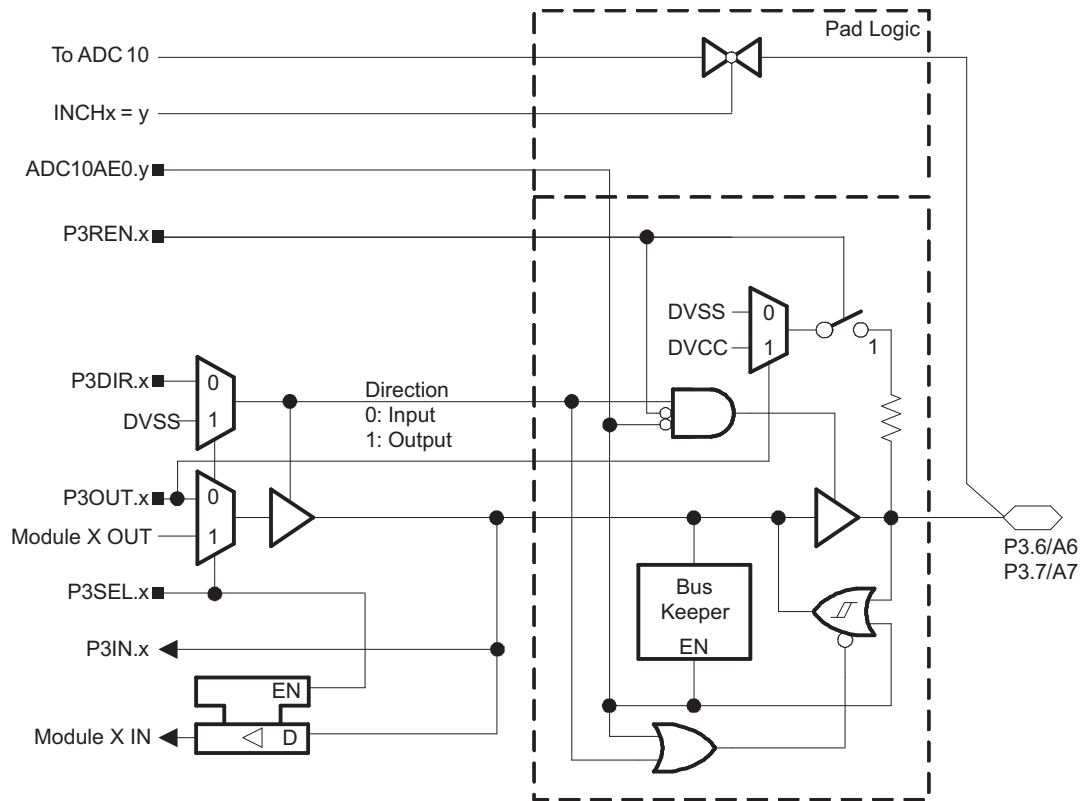 Pad Logic
To ADC 10
INCHx = y
ADC10AE0.y
P3REN.x
DVSS
0
DVCC
1
1
P3DIR.x
0
DVSS
1
Direction
0: Input
1: Output
P3OUT.x
0
Module X OUT
1
P3.6/A6
P3.7/A7
P3SEL.x
Bus
Keeper
EN
P3IN.x
EN
Module X IN
D